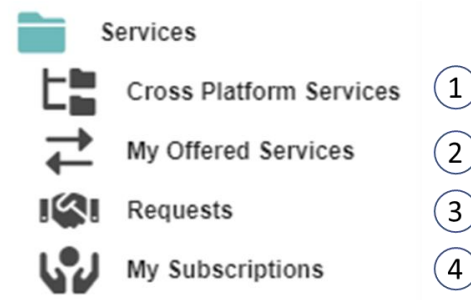 Services
Cross Platform Services 1
My Offered Services 2
Requests 3
My Subscriptions 4